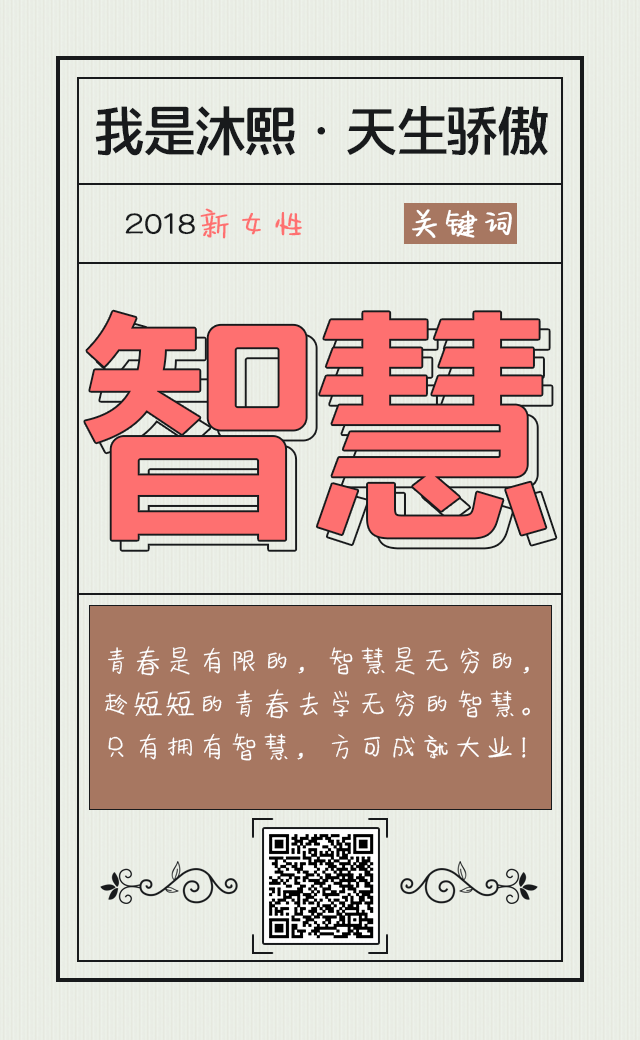 我是沐熙·天生骄傲
2018新女性 关键词
智慧
青春是有限的，智慧是无穷的，
趁短短的青春去学无穷的智慧。
只有拥有智慧，方可成就大业！